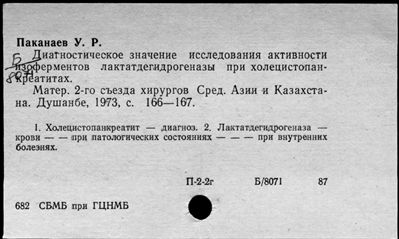 Паканаев У. Р.
Диагностическое значение исследования активности
изоферментов лактатдегидрогеназы при холецистопан-
креатитах.
Б
8071
Матер. 2-го съезда хирургов Сред. Азии и Казахста-
на. Душанбе, 1973, с. 166—167.
1. Холецистопанкреатит — диагноз. 2. Лактатдегидрогеназа —
крови — — при патологических состояниях — — — при внутренних
болезнях.
П-2-2г Б/8071 87
682 СБМБ при ГЦНМБ